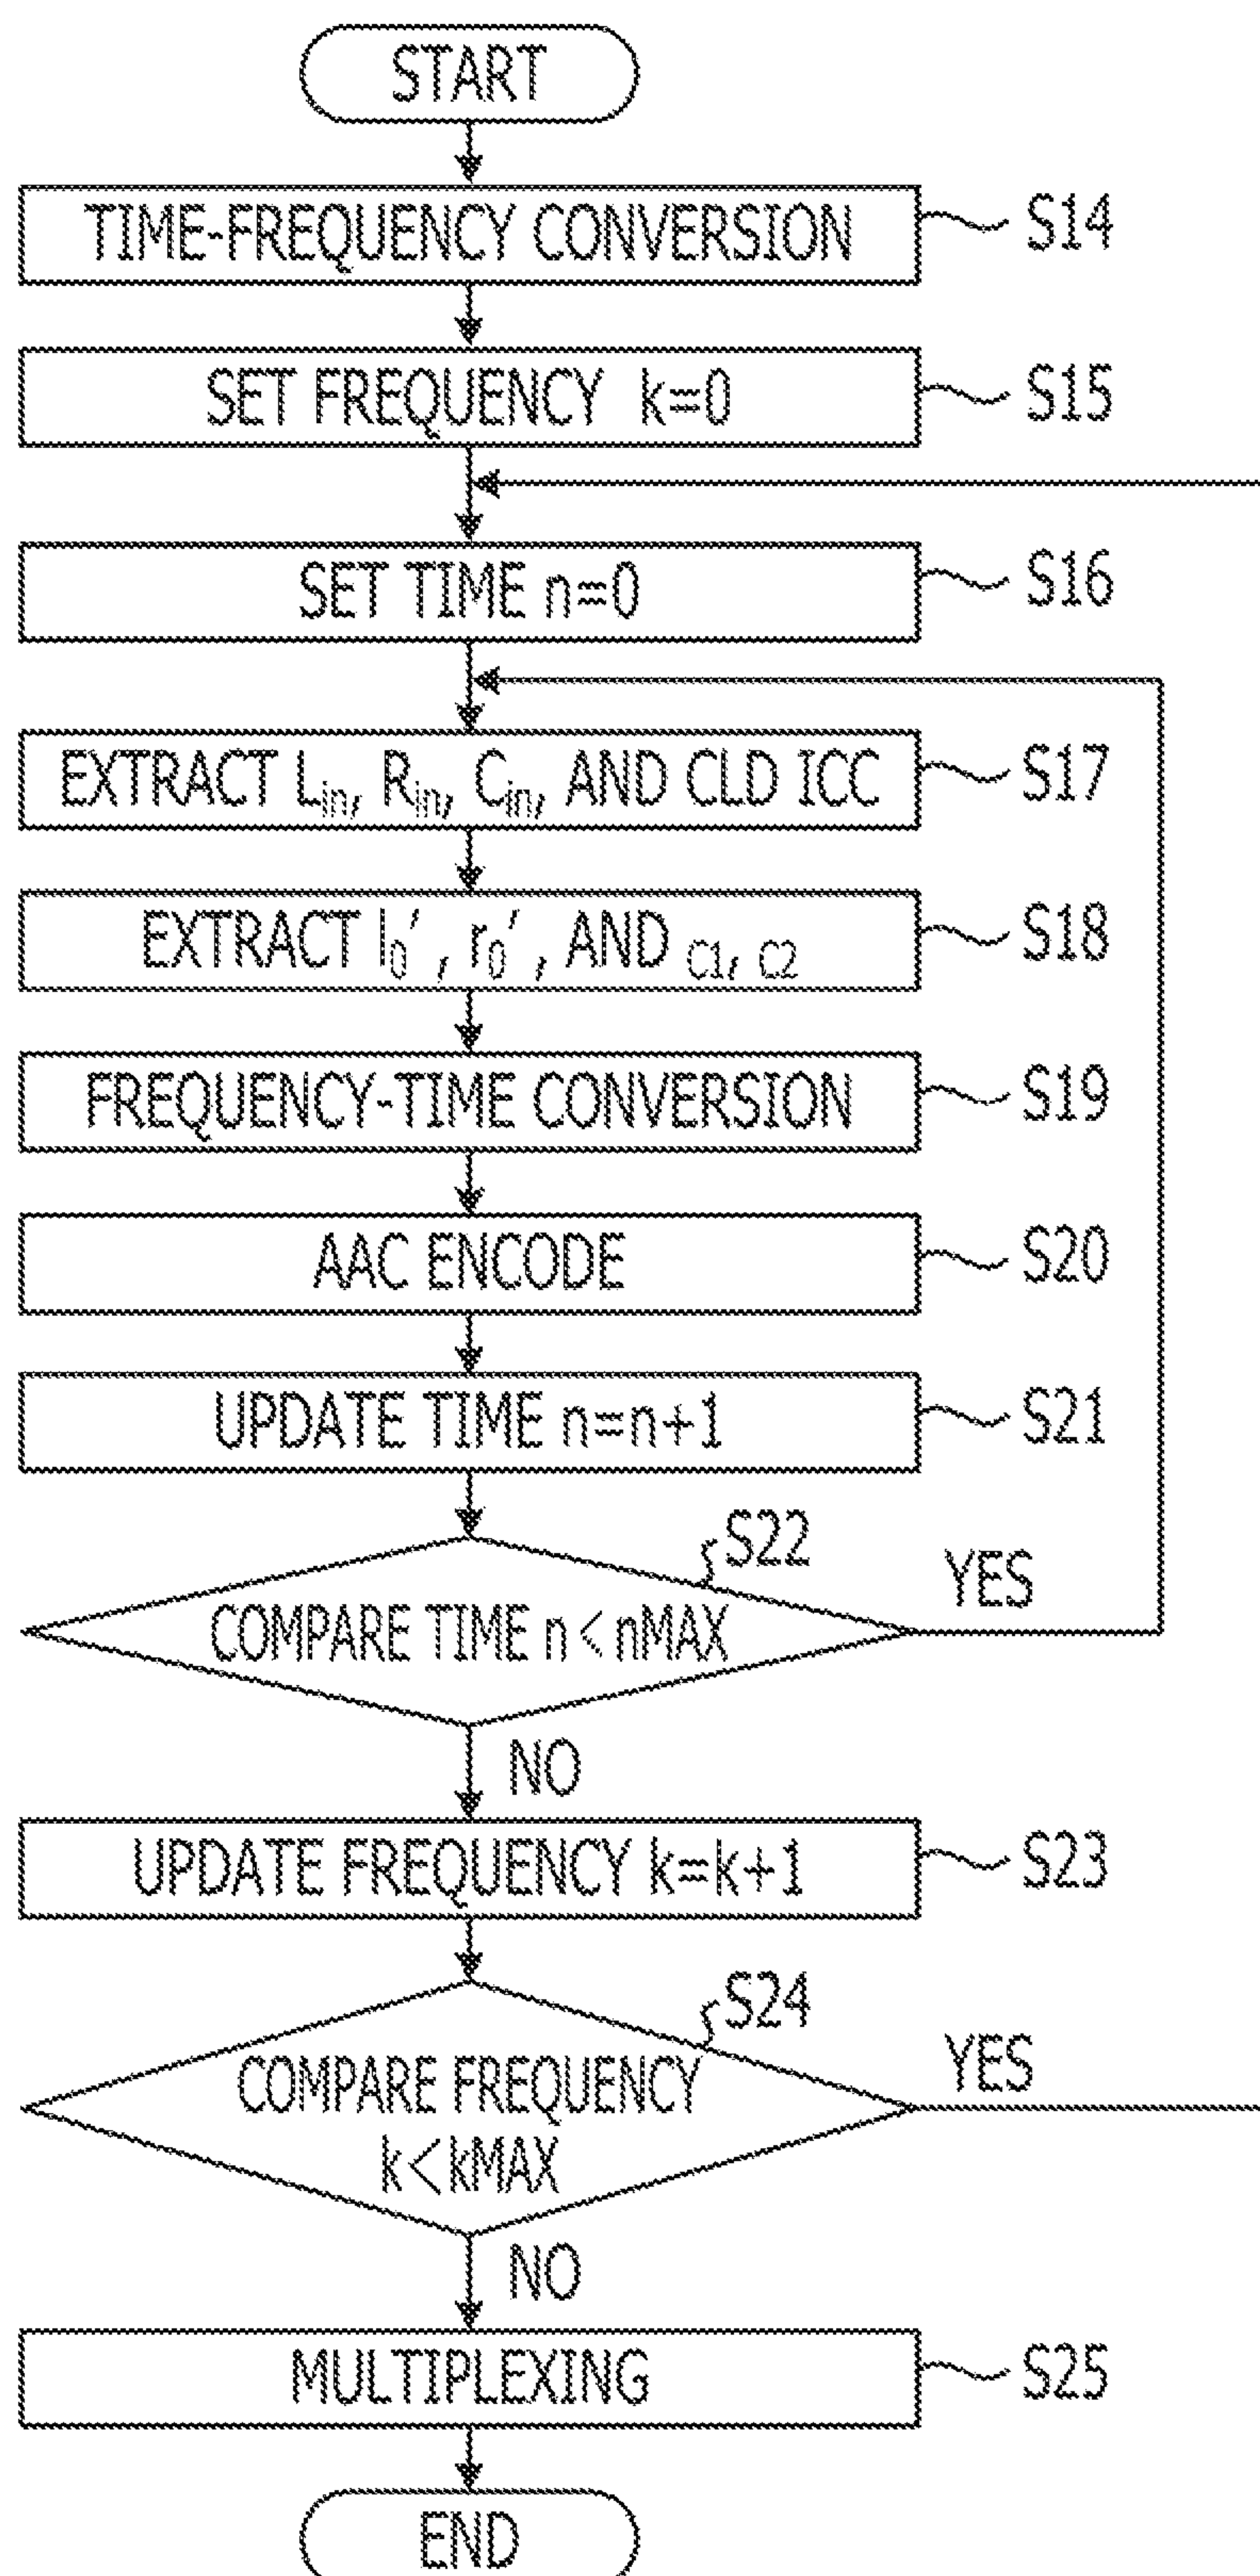 START
TIME-FREQUENCY CONVERSION S14
SET FREQUENCY k=0 S15
SET TIME n=0 S16
EXTRACT Lin, Rin, Cin, AND CLD ICC S17
EXTRACT l0′, r0′, AND C1, C2 S18
FREQUENCY-TIME CONVERSION S19
AAC ENCODE S20
UPDATE TIME n=n+1 S21
S22
YES
COMPARE TIME n<nMAX
NO
UPDATE FREQUENCY k=k+1 S23
S24
YES
COMPARE FREQUENCY
k<kMAX
NO
MULTIPLEXING S25
END